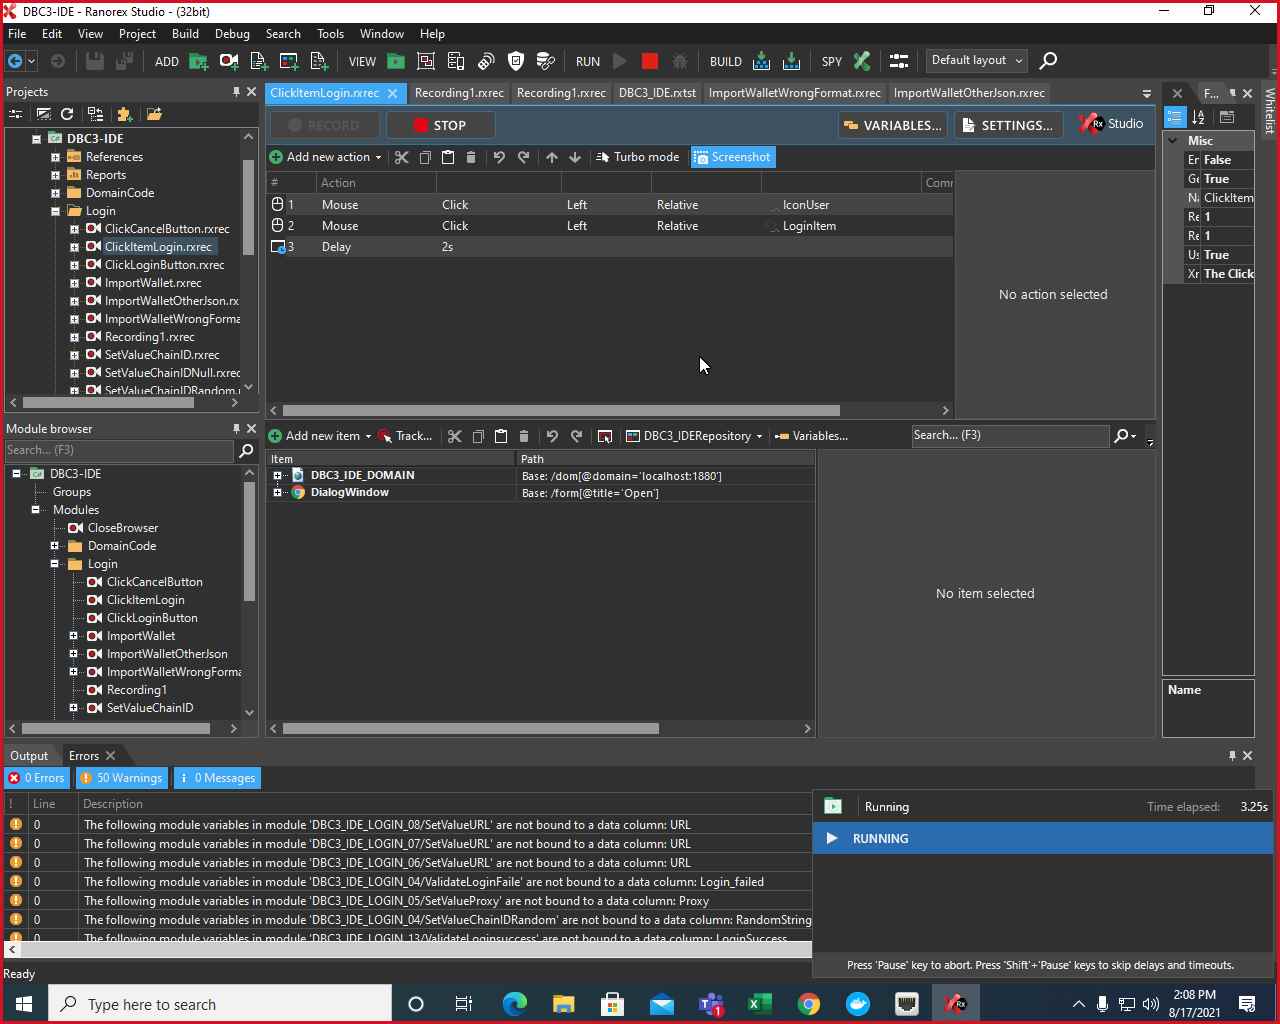 DBC3-IDE - Ranorex Studio - (32bit)
File Edit View Project Build Debug Search Tools Window Help
ADD VIEW RUN BUILD SPY Default layout
Projects
DBC3-IDE
References
Reports
DomainCode
Login
ClickCancelButton.rxrec
ClickItemLogin.rxrec
ClickLoginButton.rxrec
ImportWallet.rxrec
ImportWalletOtherJson.rx
ImportWalletWrongForma
Recording1.rxrec
SetValueChainID.rxrec
SetValueChainIDNull.rxrec
SetValueChainIDRandom.r
ClickItemLogin.rxrec Recording1.rxrec Recording1.rxrec DBC3_IDE.rxtst ImportWalletWrongFormat.rxrec ImportWalletOtherJson.rxrec
RECORD STOP VARIABLES... SETTINGS... Rx Studio
Add new action Turbo mode Screenshot
# Action Comr
1 Mouse Click Left Relative IconUser
2 Mouse Click Left Relative LoginItem
3 Delay 2s
No action selected
F...
Misc
Er False
Ge True
Na ClickItem
Re 1
Re 1
Us True
Xr The Click
Name
Whitelist
Module browser
Search... (F3)
DBC3-IDE
Groups
Modules
CloseBrowser
DomainCode
Login
ClickCancelButton
ClickItemLogin
ClickLoginButton
ImportWallet
ImportWalletOtherJson
ImportWalletWrongForma
Recording1
SetValueChainID
Add new item Track... DBC3_IDERepository Variables... Search... (F3)
Item Path
DBC3_IDE_DOMAIN Base: /dom[@domain='localhost:1880']
DialogWindow Base: /form[@title='Open']
No item selected
Output Errors
0 Errors 50 Warnings 0 Messages
! Line Description
0 The following module variables in module 'DBC3_IDE_LOGIN_08/SetValueURL' are not bound to a data column: URL
0 The following module variables in module 'DBC3_IDE_LOGIN_07/SetValueURL' are not bound to a data column: URL
0 The following module variables in module 'DBC3_IDE_LOGIN_06/SetValueURL' are not bound to a data column: URL
0 The following module variables in module 'DBC3_IDE_LOGIN_04/ValidateLoginFaile' are not bound to a data column: Login_failed
0 The following module variables in module 'DBC3_IDE_LOGIN_05/SetValueProxy' are not bound to a data column: Proxy
0 The following module variables in module 'DBC3_IDE_LOGIN_04/SetValueChainIDRandom' are not bound to a data column: RandomString
0 The following module variables in module 'DBC3_IDE_LOGIN_13/ValidateLoginsuccess' are not bound to a data column: LoginSuccess
Running Time elapsed: 3.25s
RUNNING
Press 'Pause' key to abort. Press 'Shift'+'Pause' keys to skip delays and timeouts.
Ready
Type here to search
1
Rx
2:08 PM
8/17/2021